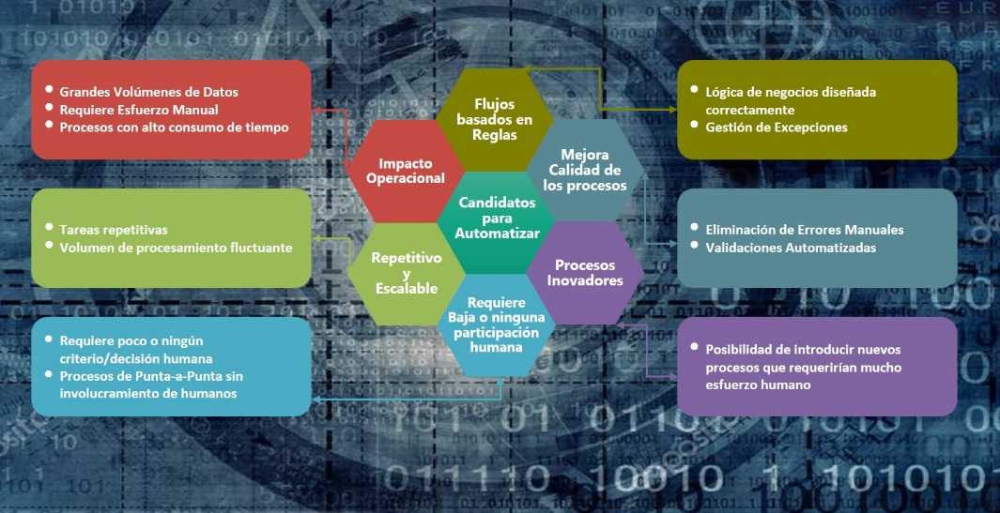 Grandes Volúmenes de Datos
Requiere Esfuerzo Manual
Procesos con alto consumo de tiempo
Tareas repetitivas
Volumen de procesamiento fluctuante
Requiere poco o ningún
criterio/decisión humana
Procesos de Punta-a-Punta sin
involucramiento de humanos
Flujos
basados en
Reglas
Impacto
Operacional
Mejora
Calidad de
los procesos
Candidatos
para
Automatizar
Repetitivo
y
Escalable
Procesos
Inovadores
Requiere
Baja o ninguna
participación
humana
Lógica de negocios diseñada
correctamente
Gestión de Excepciones
Eliminación de Errores Manuales
Validaciones Automatizadas
Posibilidad de introducir nuevos
procesos que requerirían mucho
esfuerzo humano